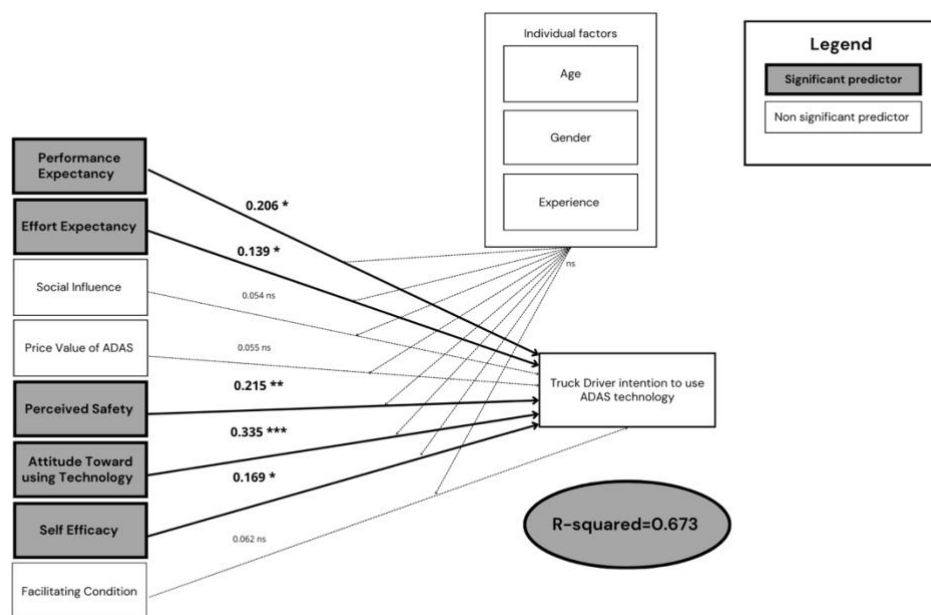 Individual factors
Age
Gender
Experience
Legend
Significant predictor
Non significant predictor
Performance
Expectancy
Effort Expectancy
Social Influence
Price Value of ADAS
Perceived Safety
Attitude Toward
using Technology
Self Efficacy
Facilitating Condition
0.206 *
0.139 *
0.054 ns
0.055 ns
0.215 **
0.335 ***
0.169 *
0.062 ns
ns
Truck Driver intention to use
ADAS technology
R-squared=0.673